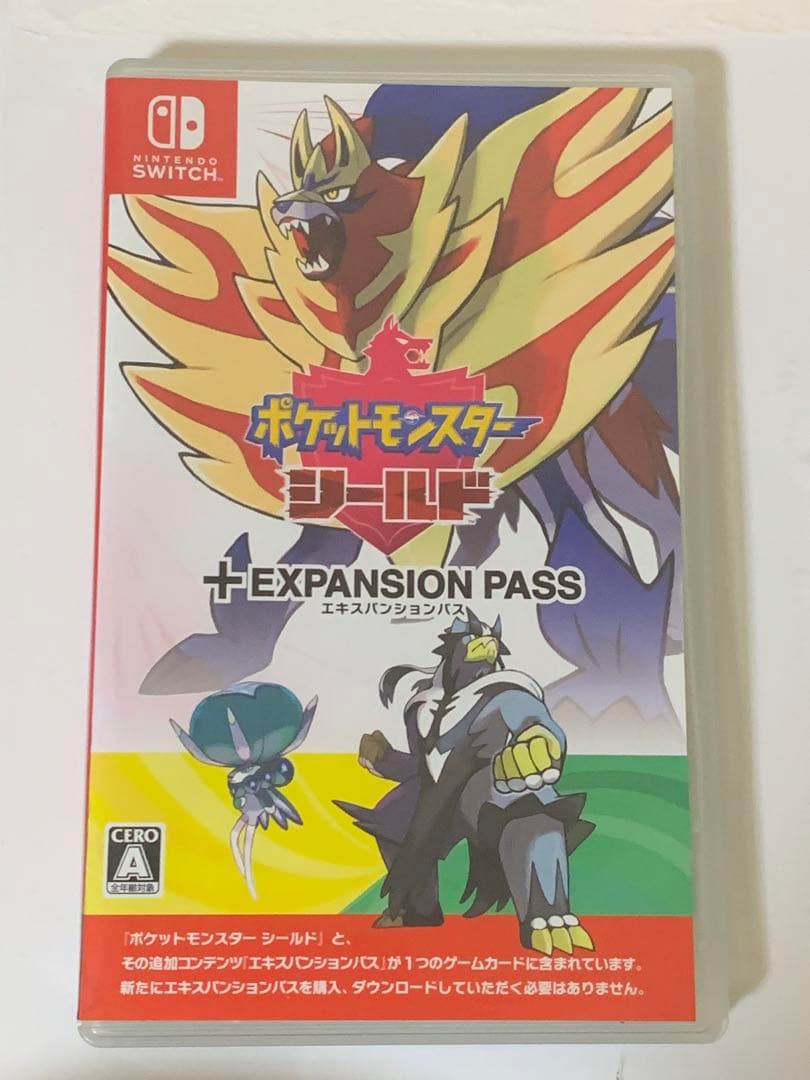 NINTENDO
SWITCH™
ポケットモンスター
シールド
+EXPANSION PASS
エキスパンションパス
CERO
A
全年齢対象
『ポケットモンスター シールド』と、
その追加コンテンツ『エキスパンションパス』が1つのゲームカードに含まれています。
新たにエキスパンションパスを購入、ダウンロードしていただく必要はありません。